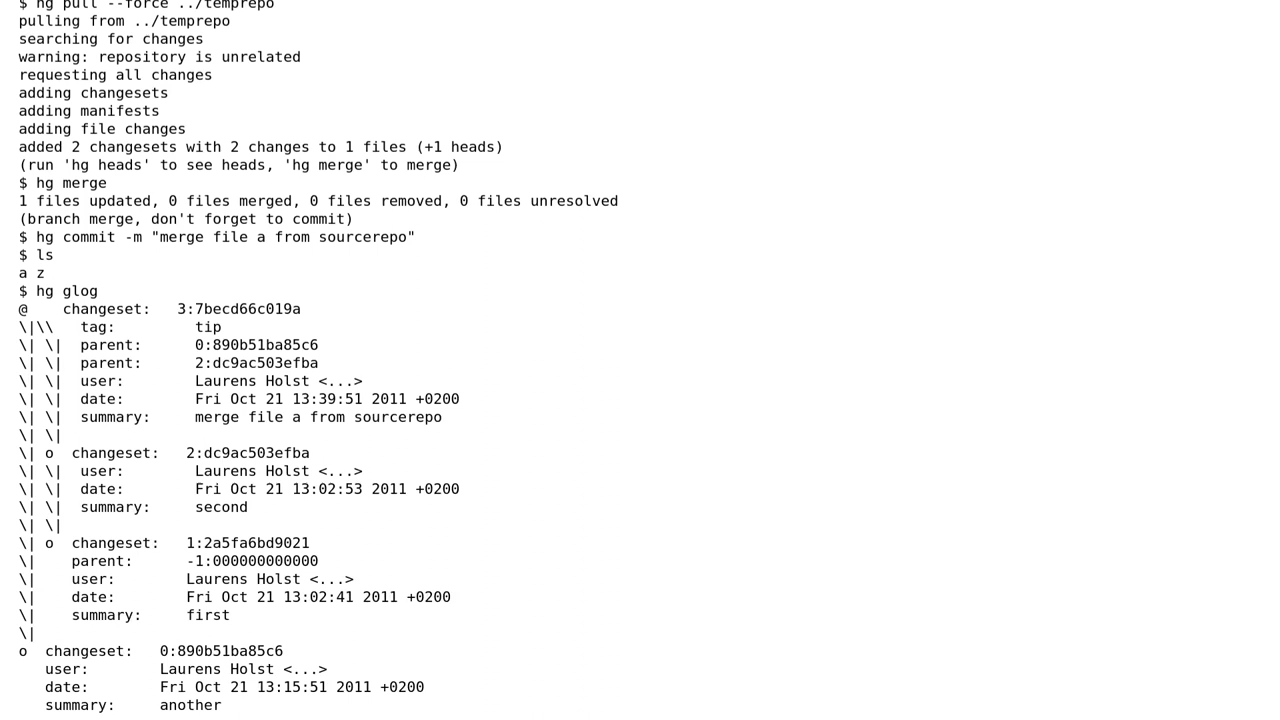 $ hg pull --force ../temprepo
pulling from ../temprepo
searching for changes
warning: repository is unrelated
requesting all changes
adding changesets
adding manifests
adding file changes
added 2 changesets with 2 changes to 1 files (+1 heads)
(run 'hg heads' to see heads, 'hg merge' to merge)
$ hg merge
1 files updated, 0 files merged, 0 files removed, 0 files unresolved
(branch merge, don't forget to commit)
$ hg commit -m "merge file a from sourcerepo"
$ ls
a z
$ hg glog
@    changeset:   3:7becd66c019a
\|\\   tag:         tip
\| \|  parent:      0:890b51ba85c6
\| \|  parent:      2:dc9ac503efba
\| \|  user:        Laurens Holst <...>
\| \|  date:        Fri Oct 21 13:39:51 2011 +0200
\| \|  summary:     merge file a from sourcerepo
\| \|
\| o  changeset:   2:dc9ac503efba
\| \|  user:        Laurens Holst <...>
\| \|  date:        Fri Oct 21 13:02:53 2011 +0200
\| \|  summary:     second
\| \|
\| o  changeset:   1:2a5fa6bd9021
\|    parent:      -1:000000000000
\|    user:        Laurens Holst <...>
\|    date:        Fri Oct 21 13:02:41 2011 +0200
\|    summary:     first
\|
o  changeset:   0:890b51ba85c6
   user:        Laurens Holst <...>
   date:        Fri Oct 21 13:15:51 2011 +0200
   summary:     another